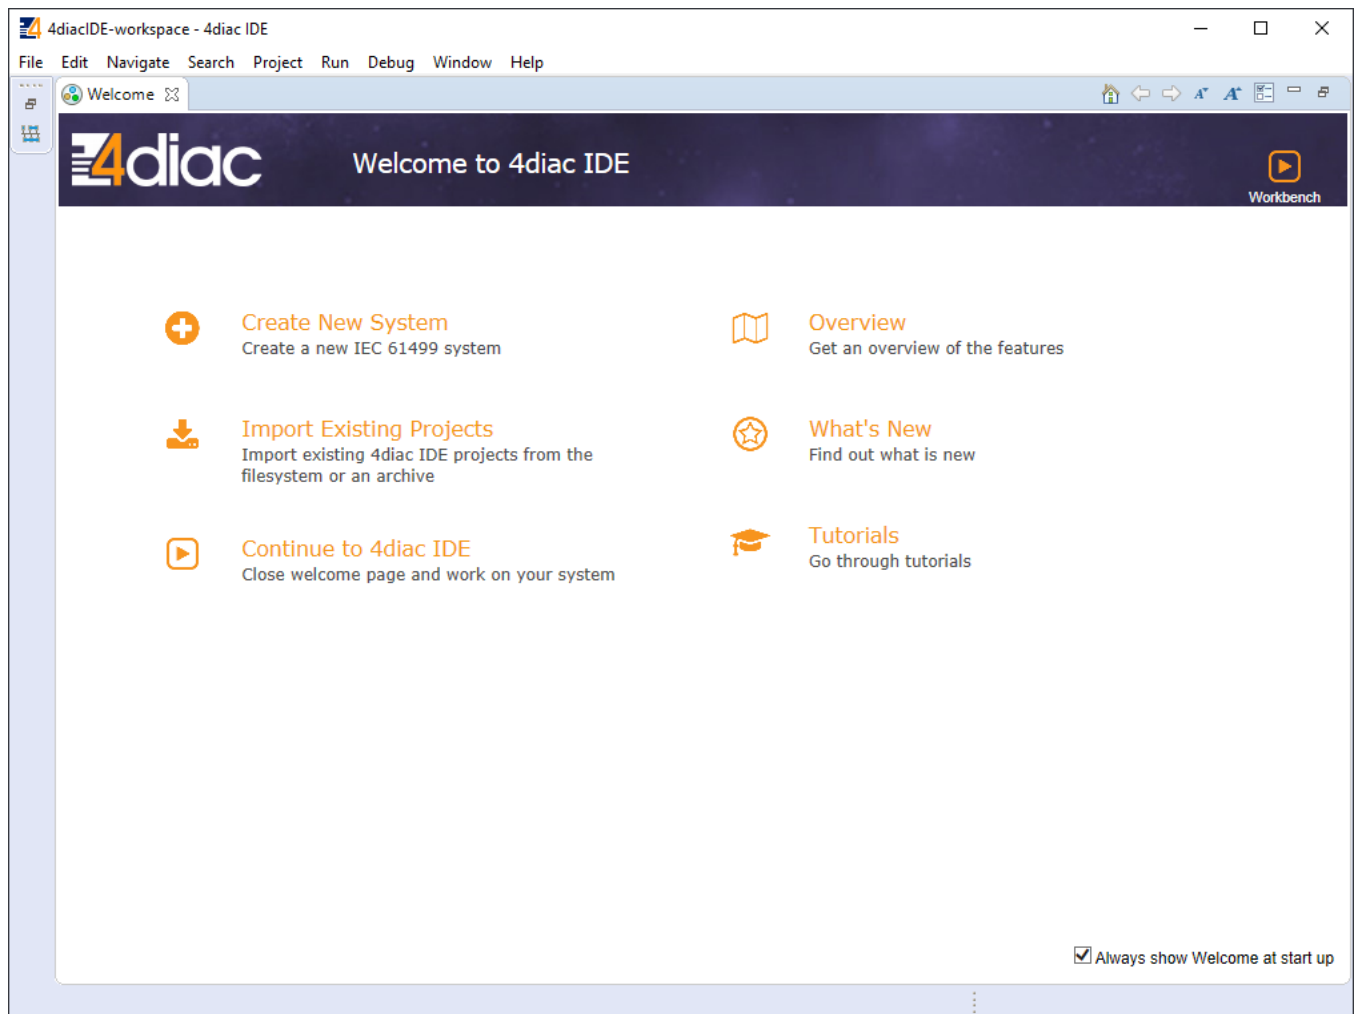 4diacIDE-workspace - 4diac IDE
File Edit Navigate Search Project Run Debug Window Help
Welcome
4diac Welcome to 4diac IDE
Workbench
Create New System
Create a new IEC 61499 system
Import Existing Projects
Import existing 4diac IDE projects from the
filesystem or an archive
Continue to 4diac IDE
Close welcome page and work on your system
Overview
Get an overview of the features
What's New
Find out what is new
Tutorials
Go through tutorials
Always show Welcome at start up